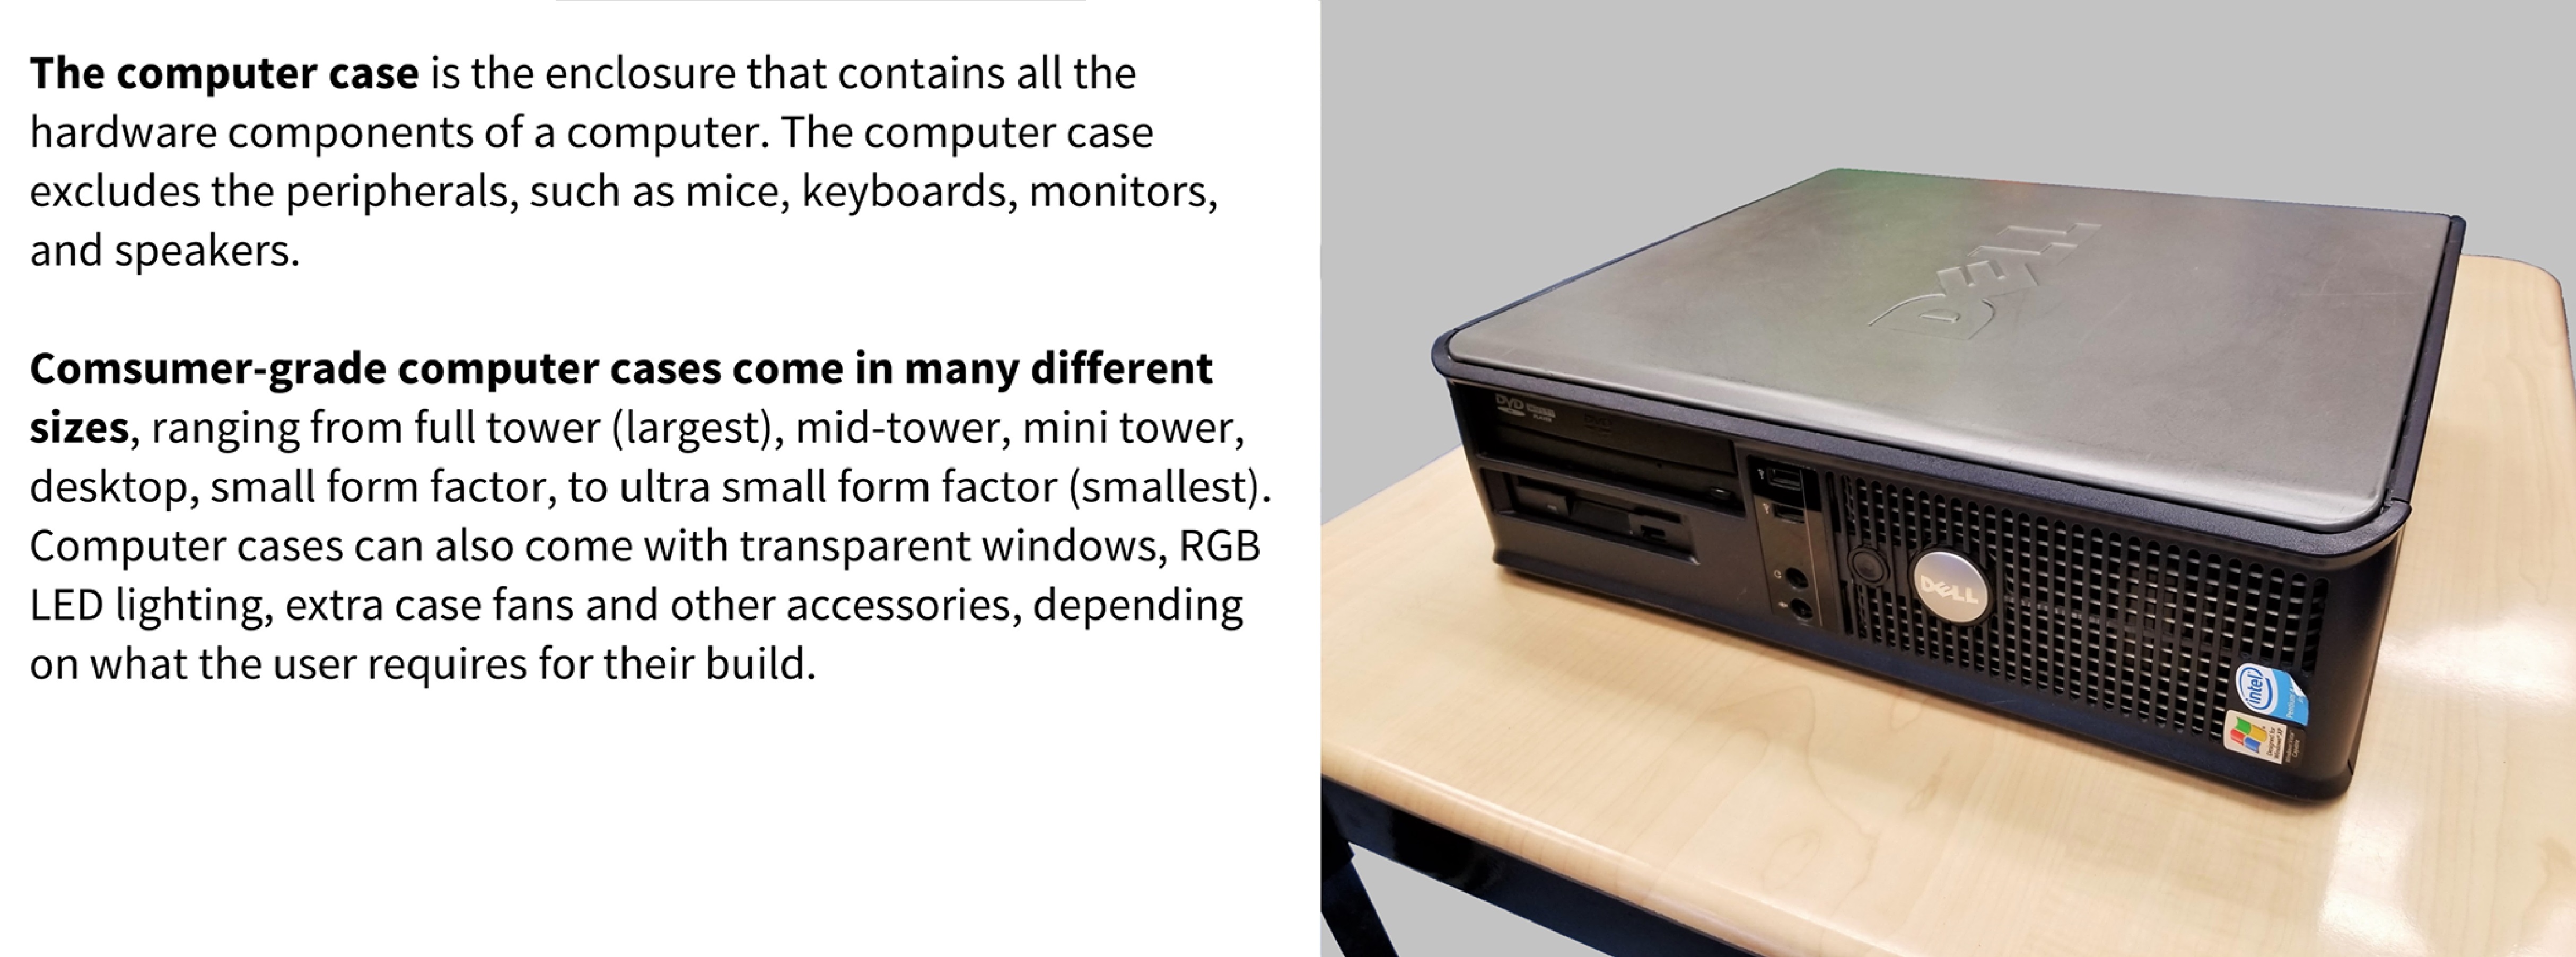 The computer case is the enclosure that contains all the
hardware components of a computer. The computer case
excludes the peripherals, such as mice, keyboards, monitors,
and speakers.
Comsumer-grade computer cases come in many different
sizes, ranging from full tower (largest), mid-tower, mini tower,
desktop, small form factor, to ultra small form factor (smallest).
Computer cases can also come with transparent windows, RGB
LED lighting, extra case fans and other accessories, depending
on what the user requires for their build.
DELL
DVD
DELL
intel